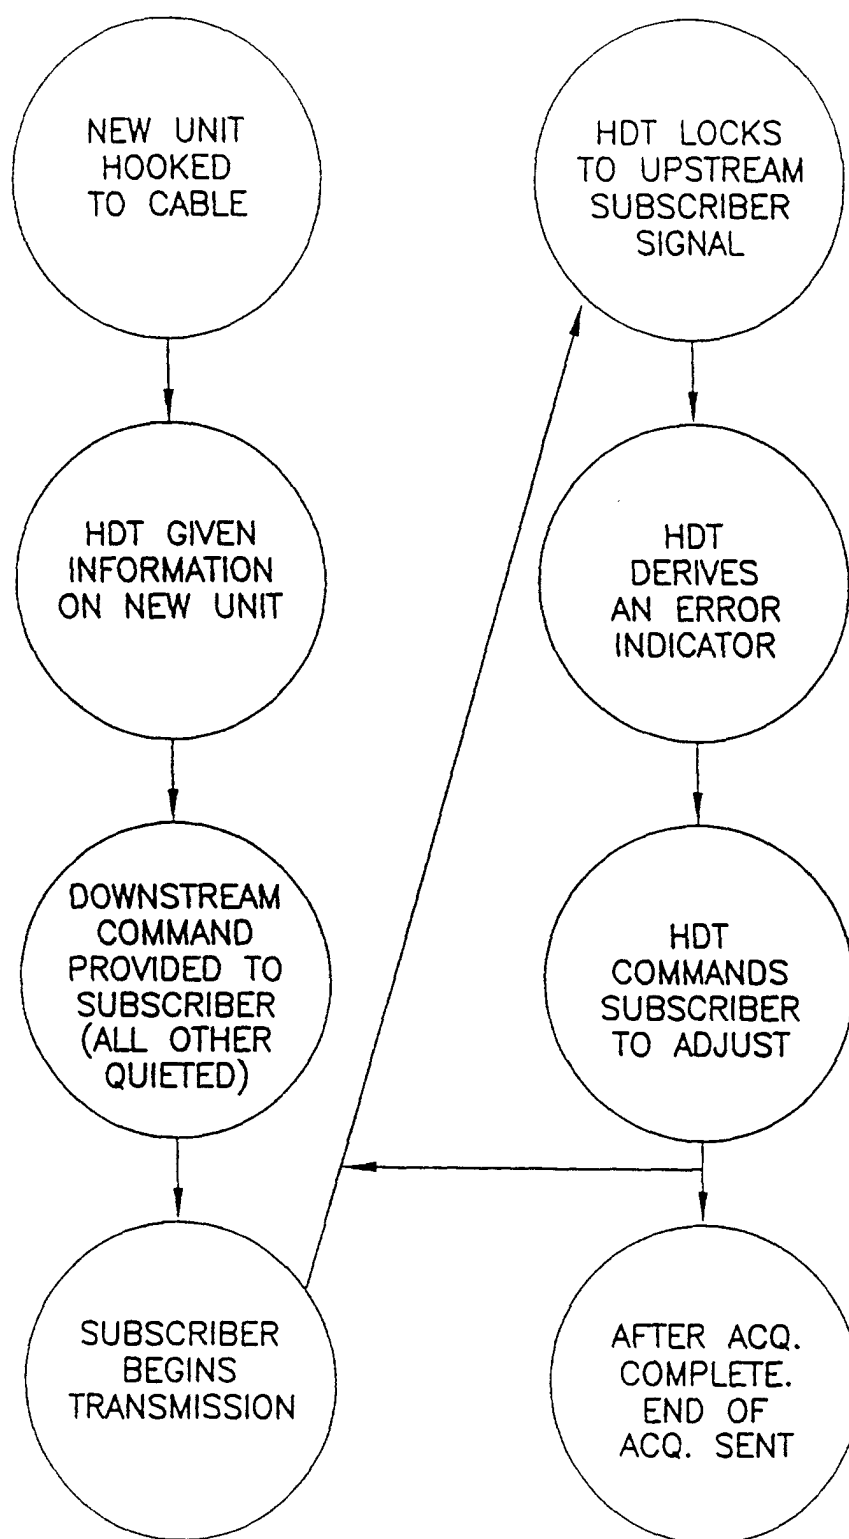 NEW UNIT
HOOKED
TO CABLE
HDT GIVEN
INFORMATION
ON NEW UNIT
DOWNSTREAM
COMMAND
PROVIDED TO
SUBSCRIBER
(ALL OTHER
QUIETED)
SUBSCRIBER
BEGINS
TRANSMISSION
HDT LOCKS
TO UPSTREAM
SUBSCRIBER
SIGNAL
HDT
DERIVES
AN ERROR
INDICATOR
HDT
COMMANDS
SUBSCRIBER
TO ADJUST
AFTER ACQ.
COMPLETE.
END OF
ACQ. SENT